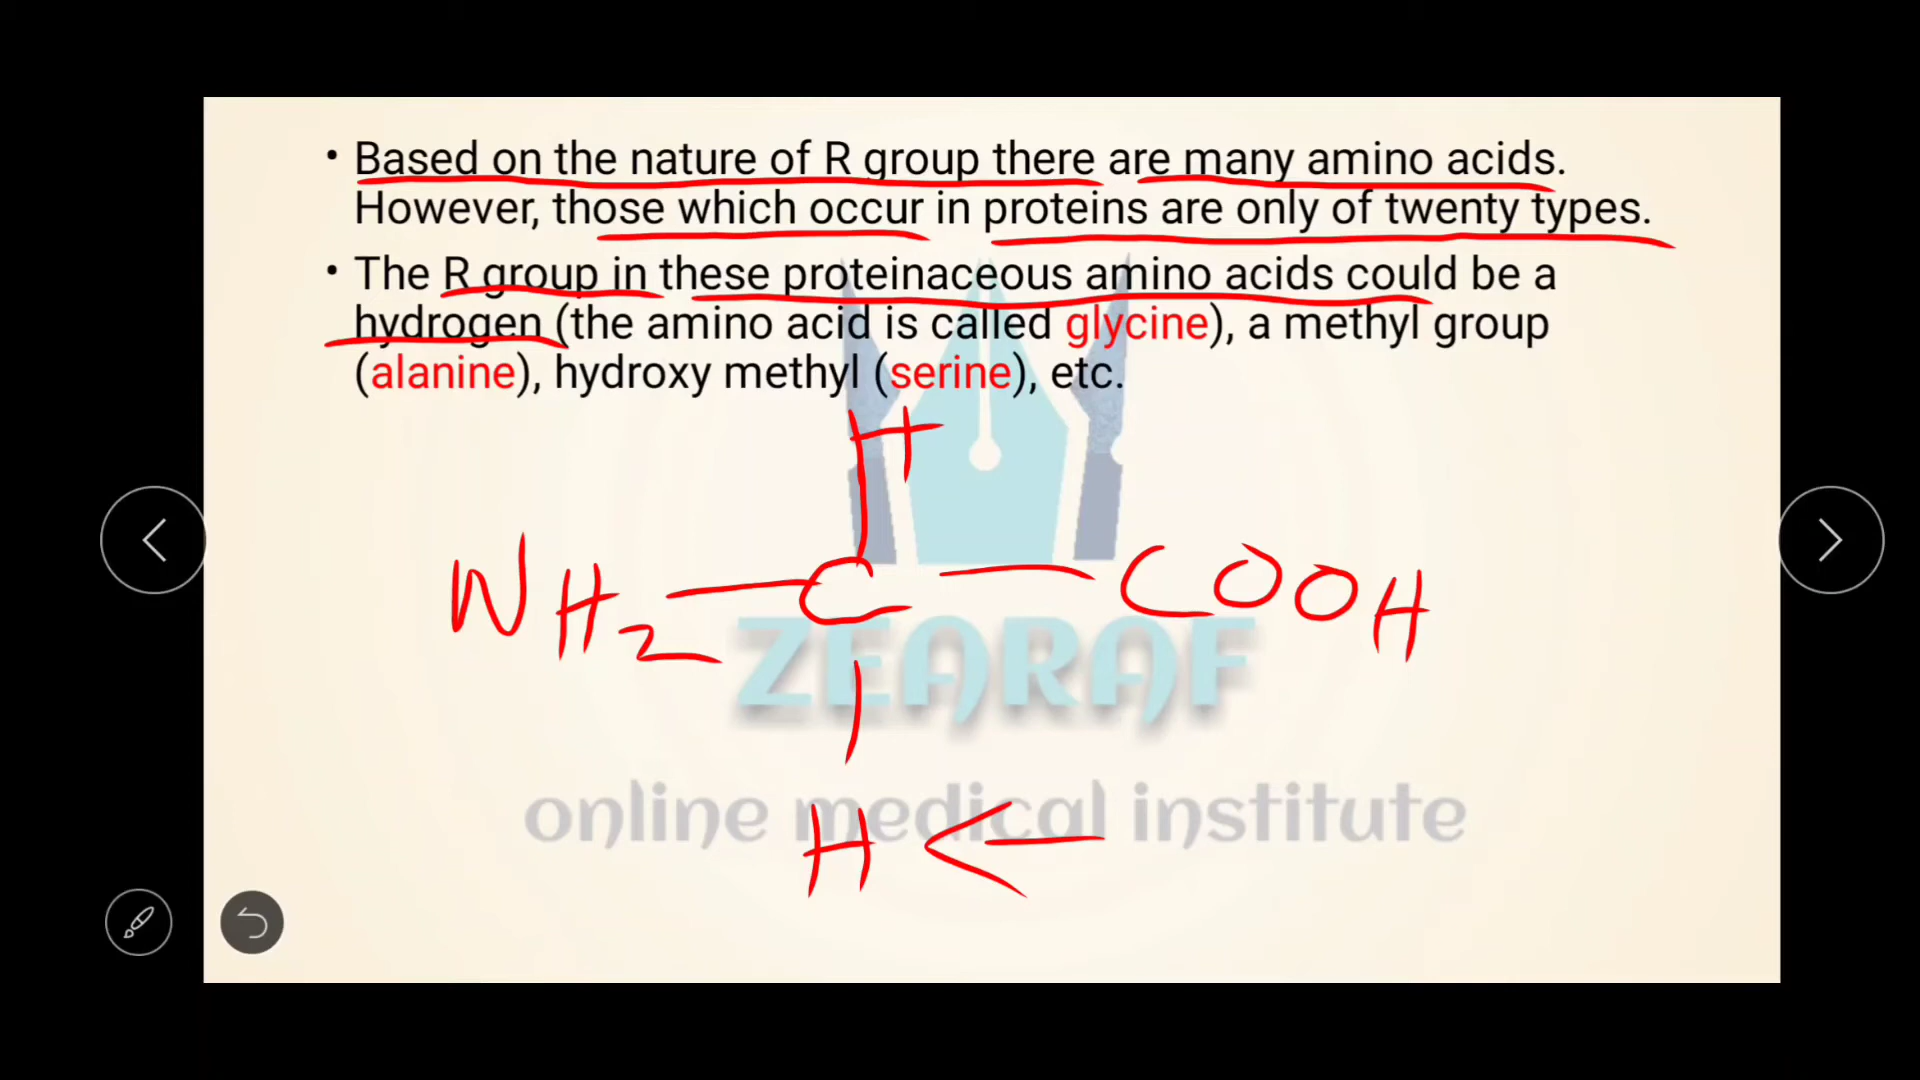 • Based on the nature of R group there are many amino acids.
However, those which occur in proteins are only of twenty types.
• The R group in these proteinaceous amino acids could be a
hydrogen (the amino acid is called glycine), a methyl group
(alanine), hydroxy methyl (serine), etc.
H
NH2 — C — COOH
ZEARAF
online medical institute
H ←